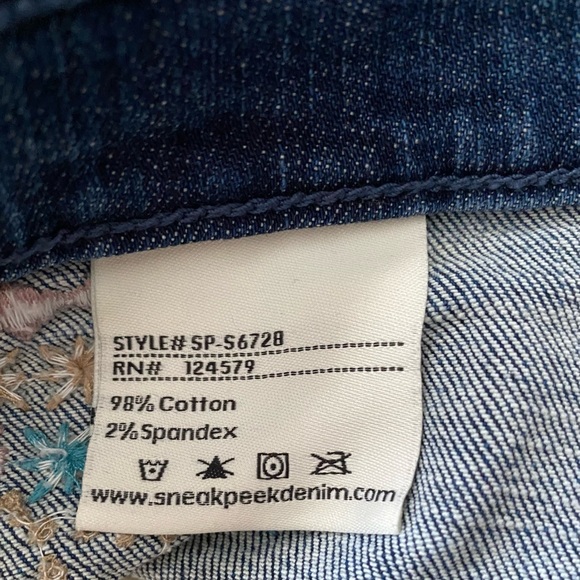 STYLE# SP-S6728
RN# 124579
98% Cotton
2% Spandex
www.sneakpeekdenim.com